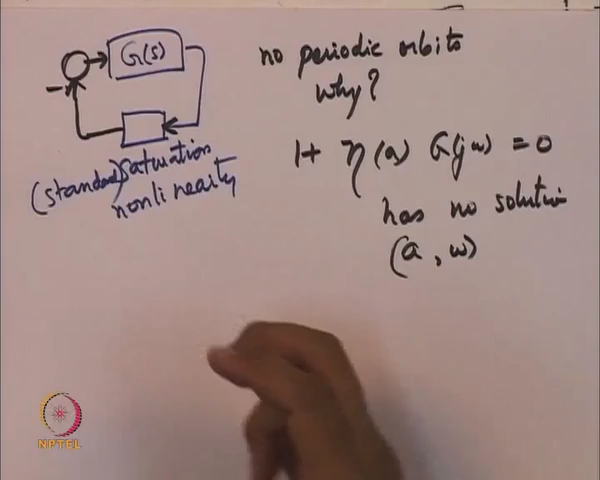 G(s)
no periodic orbits
why?
1+ η(a) G(jω) = 0
has no solution
(a, ω)
(standard) saturation
nonlinearity
NPTEL